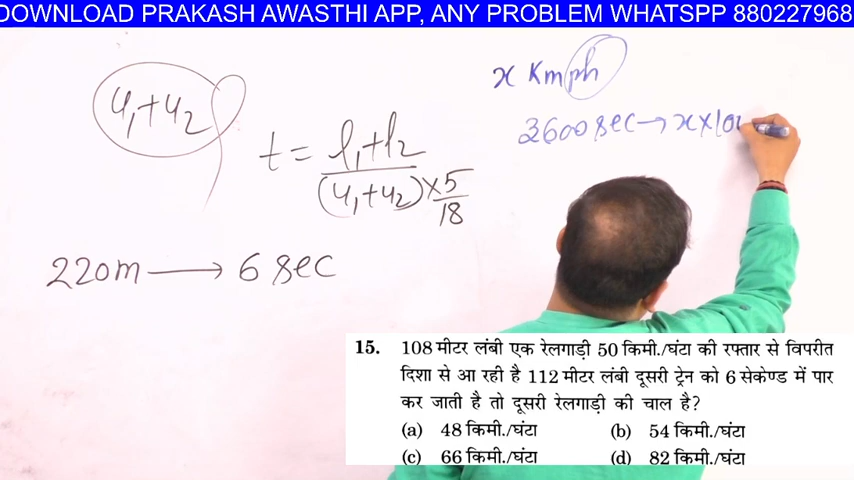 DOWNLOAD PRAKASH AWASTHI APP, ANY PROBLEM WHATSPP 880227968
u₁+u₂
t = l₁+l₂
(u₁+u₂)×5
18
220m → 6 sec
x Kmph
3600 sec → x×10
15. 108 मीटर लंबी एक रेलगाड़ी 50 किमी./घंटा की रफ्तार से विपरीत
दिशा से आ रही है 112 मीटर लंबी दूसरी ट्रेन को 6 सेकेण्ड में पार
कर जाती है तो दूसरी रेलगाड़ी की चाल है?
(a) 48 किमी./घंटा (b) 54 किमी./घंटा
(c) 66 किमी./घंटा (d) 82 किमी./घंटा